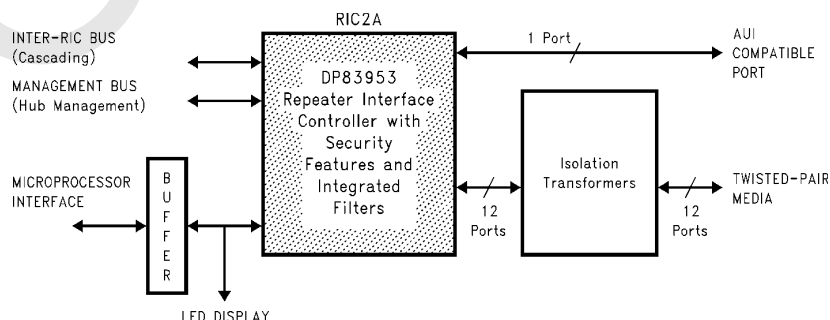 RIC2A
INTER-RIC BUS
(Cascading)
MANAGEMENT BUS
(Hub Management)
DP83953
Repeater Interface
Controller with
Security
Features and
Integrated
Filters
1 Port
AUI
COMPATIBLE
PORT
Isolation
Transformers
12
Ports
12
Ports
TWISTED-PAIR
MEDIA
MICROPROCESSOR
INTERFACE
BUFFER
LED DISPLAY